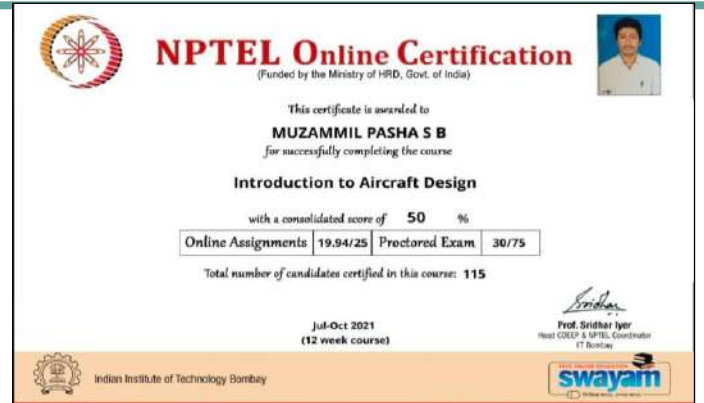 NPTEL Online Certification
(Funded by the Ministry of HRD, Govt. of India)
This certificate is awarded to
MUZAMMIL PASHA S B
for successfully completing the course
Introduction to Aircraft Design
with a consolidated score of 50 %
Online Assignments 19.94/25 Proctored Exam 30/75
Total number of candidates certified in this course: 115
Sridhar
Jul-Oct 2021
(12 week course)
Prof. Sridhar Iyer
Head CDEEP & NPTEL Coordinator
IIT Bombay
Indian Institute of Technology Bombay
swayam